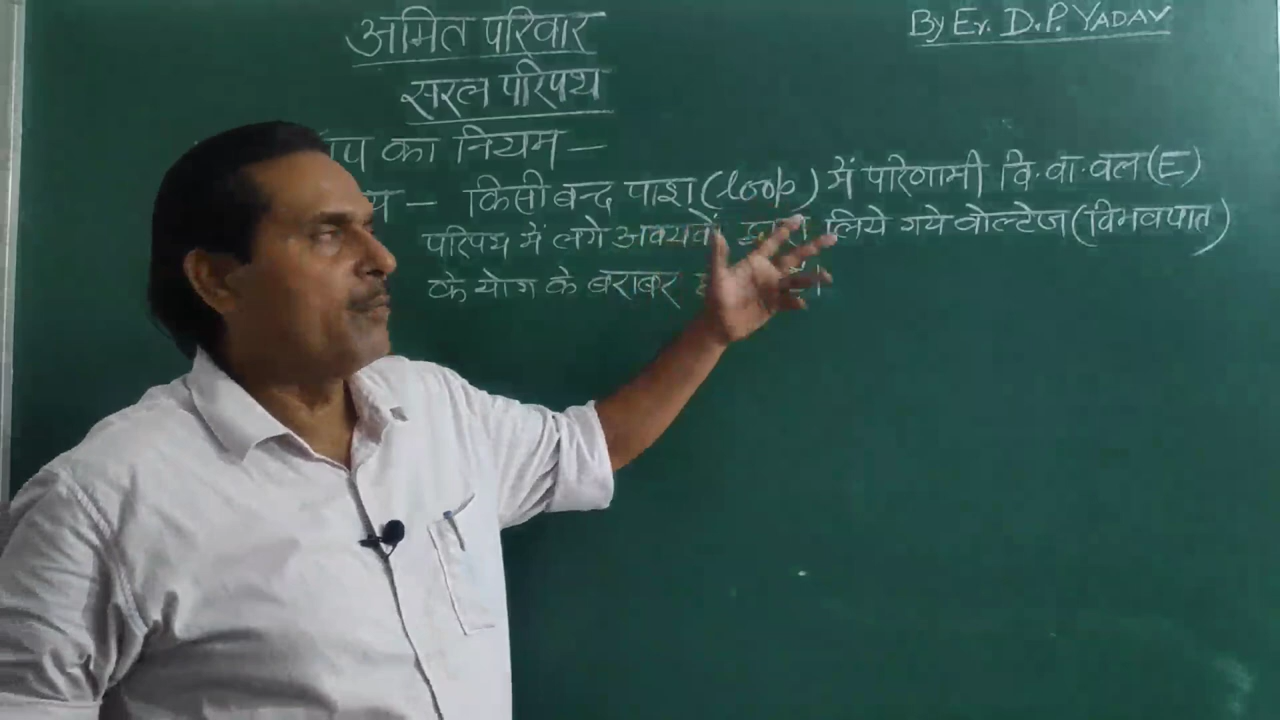 अमित परिवार
By Er. D.P. YADAV
सरल परिपथ
का नियम –
– किसी बन्द पाश (loop) में परिणामी वि. वा. बल (E)
परिपथ में लगे अवयवों द्वारा लिये गये वोल्टेज (विभवपात)
के योग के बराबर